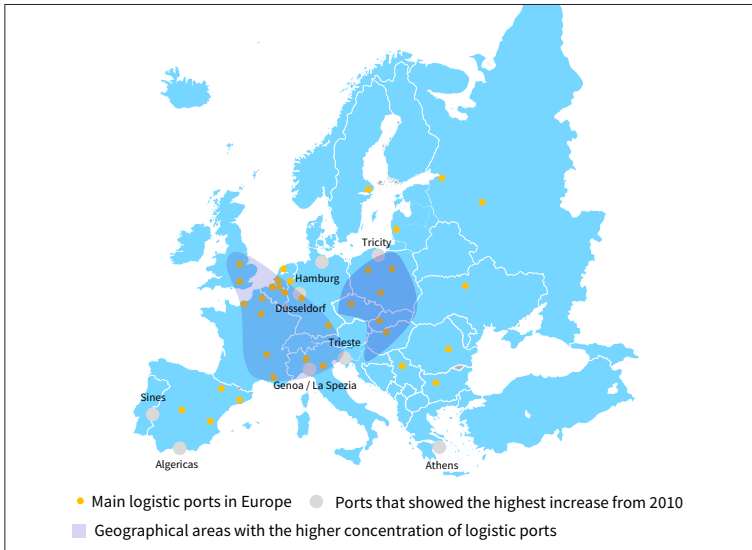 Tricity
Hamburg
Dusseldorf
Trieste
Genoa / La Spezia
Sines
Algericas
Athens
Main logistic ports in Europe
Ports that showed the highest increase from 2010
Geographical areas with the higher concentration of logistic ports